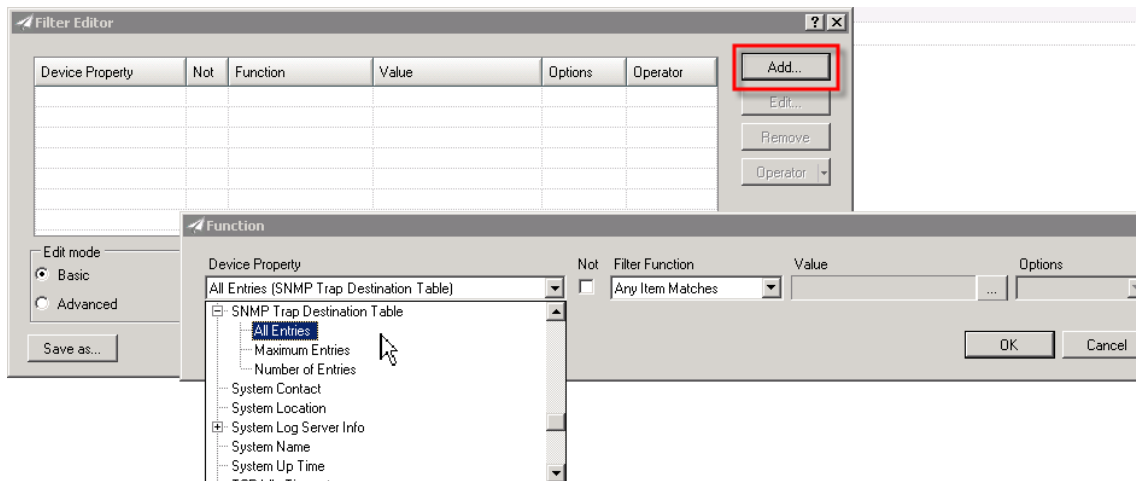 Filter Editor
Device Property Not Function Value Options Operator
Add...
Edit...
Remove
Operator
Edit mode
Basic
Advanced
Save as...
Function
Device Property Not Filter Function Value Options
All Entries (SNMP Trap Destination Table) Any Item Matches ...
SNMP Trap Destination Table
All Entries
Maximum Entries
Number of Entries
System Contact
System Location
System Log Server Info
System Name
System Up Time
OK Cancel